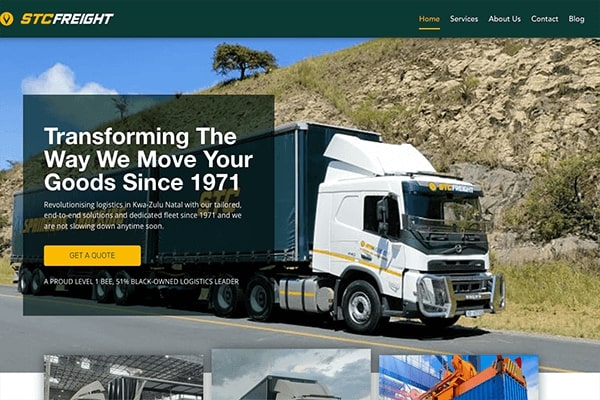 STCFREIGHT
Home Services About Us Contact Blog
Transforming The
Way We Move Your
Goods Since 1971
Revolutionising logistics in Kwa-Zulu Natal with our tailored,
end-to-end solutions and dedicated fleet since 1971 and we
are not slowing down anytime soon.
GET A QUOTE
A PROUD LEVEL 1 BEE, 51% BLACK-OWNED LOGISTICS LEADER
STCFREIGHT
STC